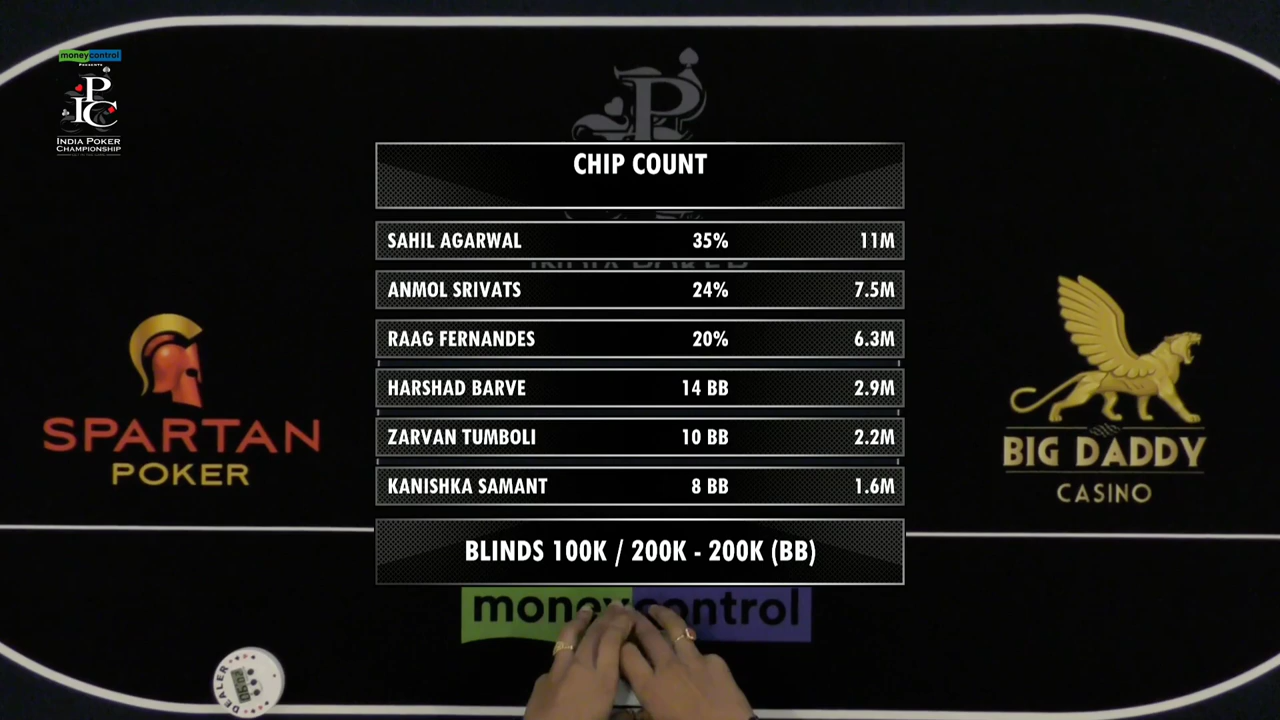 moneycontrol
PRESENTS
IPC
INDIA POKER
CHAMPIONSHIP
P
CHIP COUNT
SAHIL AGARWAL 35% 11M
ANMOL SRIVATS 24% 7.5M
RAAG FERNANDES 20% 6.3M
HARSHAD BARVE 14 BB 2.9M
ZARVAN TUMBOLI 10 BB 2.2M
KANISHKA SAMANT 8 BB 1.6M
BLINDS 100K / 200K - 200K (BB)
SPARTAN
POKER
BIG DADDY
CASINO
moneycontrol
DEALER